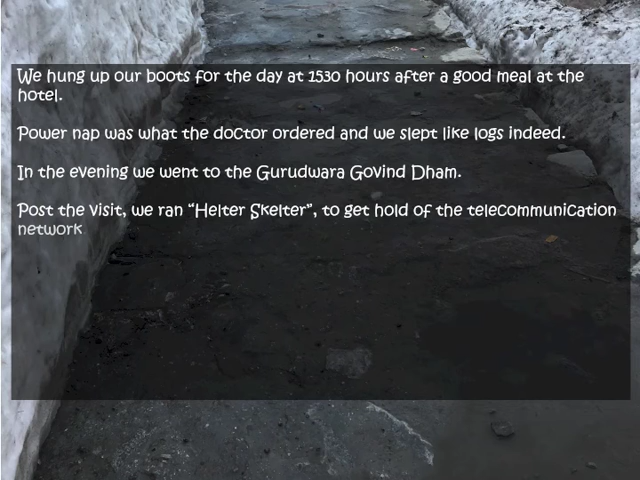 We hung up our boots for the day at 1530 hours after a good meal at the
hotel.
Power nap was what the doctor ordered and we slept like logs indeed.
In the evening we went to the Gurudwara Govind Dham.
Post the visit, we ran “Helter Skelter”, to get hold of the telecommunication
network